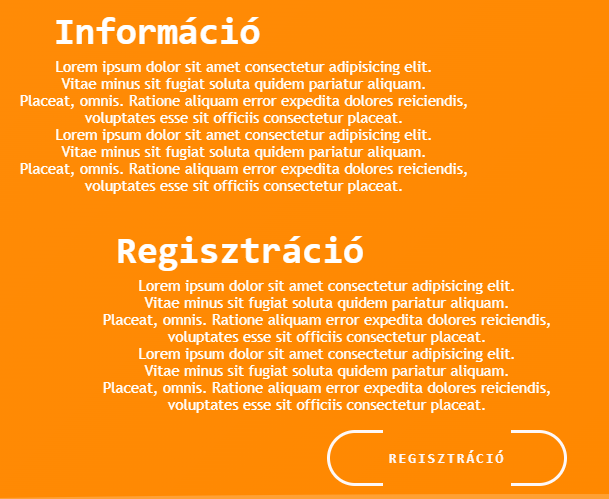 Információ
Lorem ipsum dolor sit amet consectetur adipisicing elit.
Vitae minus sit fugiat soluta quidem pariatur aliquam.
Placeat, omnis. Ratione aliquam error expedita dolores reiciendis,
voluptates esse sit officiis consectetur placeat.
Lorem ipsum dolor sit amet consectetur adipisicing elit.
Vitae minus sit fugiat soluta quidem pariatur aliquam.
Placeat, omnis. Ratione aliquam error expedita dolores reiciendis,
voluptates esse sit officiis consectetur placeat.
Regisztráció
Lorem ipsum dolor sit amet consectetur adipisicing elit.
Vitae minus sit fugiat soluta quidem pariatur aliquam.
Placeat, omnis. Ratione aliquam error expedita dolores reiciendis,
voluptates esse sit officiis consectetur placeat.
Lorem ipsum dolor sit amet consectetur adipisicing elit.
Vitae minus sit fugiat soluta quidem pariatur aliquam.
Placeat, omnis. Ratione aliquam error expedita dolores reiciendis,
voluptates esse sit officiis consectetur placeat.
REGISZTRÁCIÓ